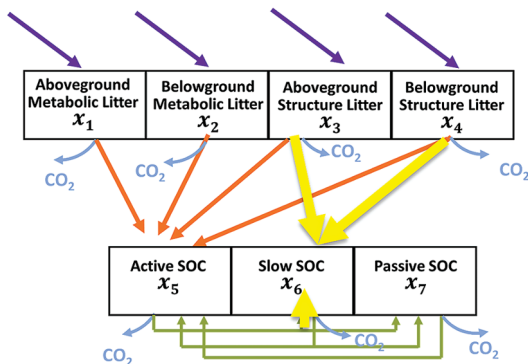 Aboveground Metabolic Litter x₁
Belowground Metabolic Litter x₂
Aboveground Structure Litter x₃
Belowground Structure Litter x₄
CO₂
CO₂
CO₂
CO₂
Active SOC x₅
Slow SOC x₆
Passive SOC x₇
CO₂
CO₂
CO₂